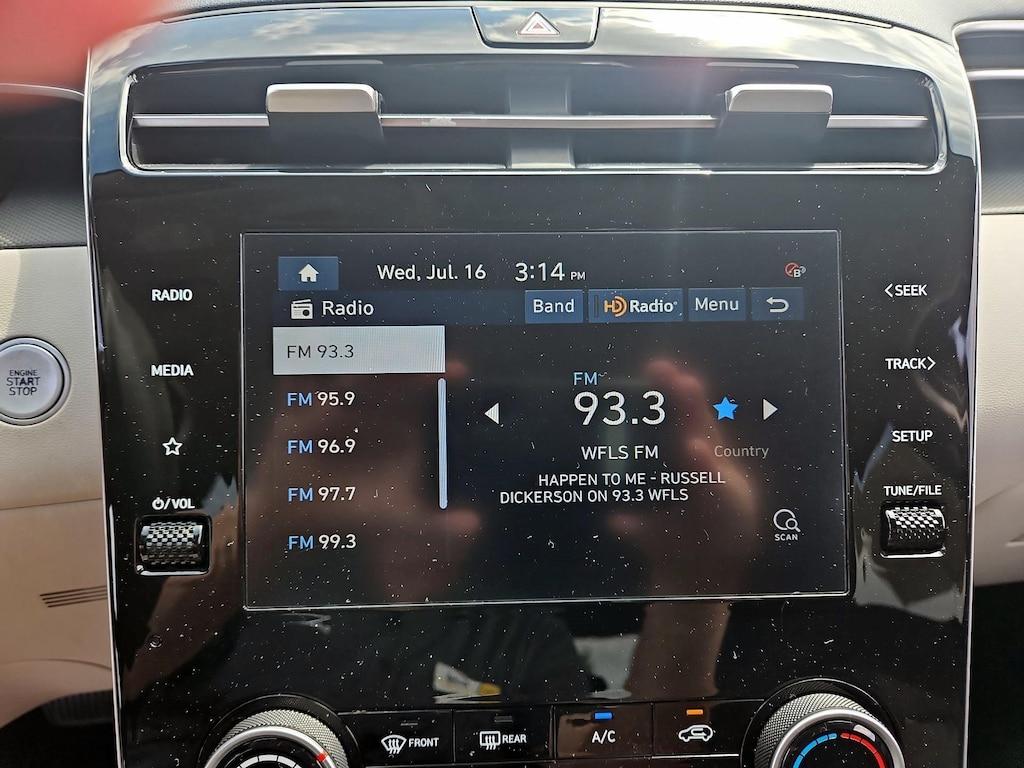 Wed, Jul. 16 3:14 PM
B
Radio
Band
HD Radio
Menu
RADIO
MEDIA
VOL
ENGINE
START
STOP
FM 93.3
FM 95.9
FM 96.9
FM 97.7
FM 99.3
FM
93.3
WFLS FM
Country
HAPPEN TO ME - RUSSELL
DICKERSON ON 93.3 WFLS
SCAN
<SEEK
TRACK>
SETUP
TUNE/FILE
FRONT
REAR
A/C